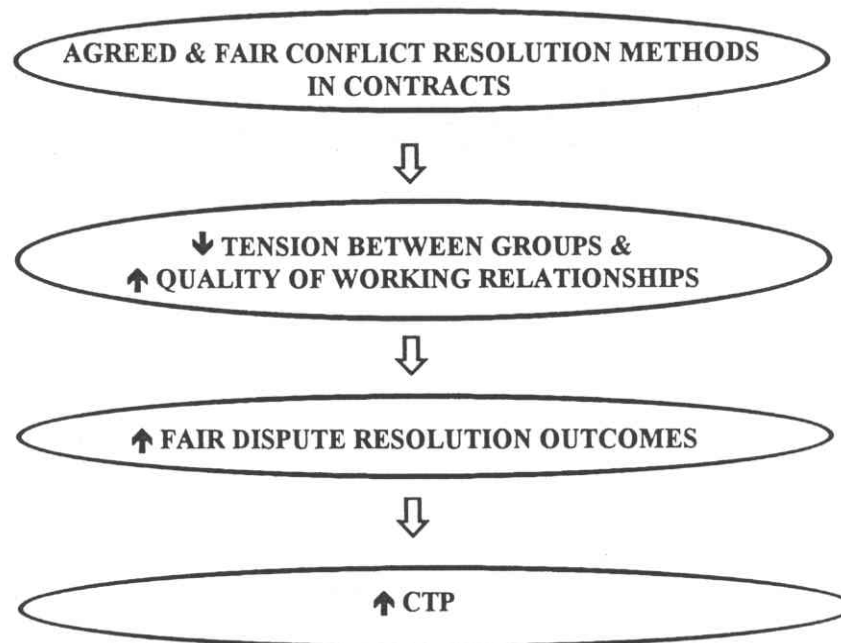 AGREED & FAIR CONFLICT RESOLUTION METHODS
IN CONTRACTS
↓ TENSION BETWEEN GROUPS &
↑ QUALITY OF WORKING RELATIONSHIPS
↑ FAIR DISPUTE RESOLUTION OUTCOMES
↑ CTP